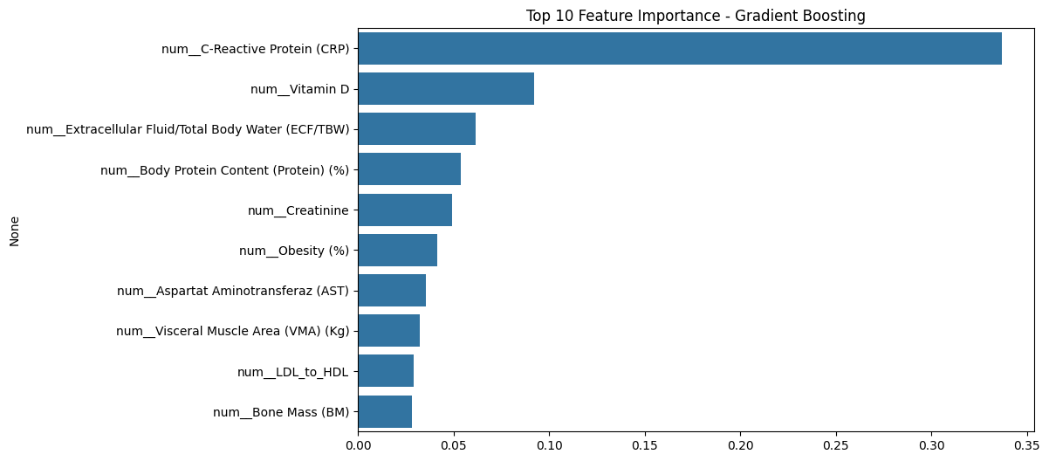 Top 10 Feature Importance - Gradient Boosting
num__C-Reactive Protein (CRP)
num__Vitamin D
num__Extracellular Fluid/Total Body Water (ECF/TBW)
num__Body Protein Content (Protein) (%)
num__Creatinine
num__Obesity (%)
num__Aspartat Aminotransferaz (AST)
num__Visceral Muscle Area (VMA) (Kg)
num__LDL_to_HDL
num__Bone Mass (BM)
None
0.00 0.05 0.10 0.15 0.20 0.25 0.30 0.35